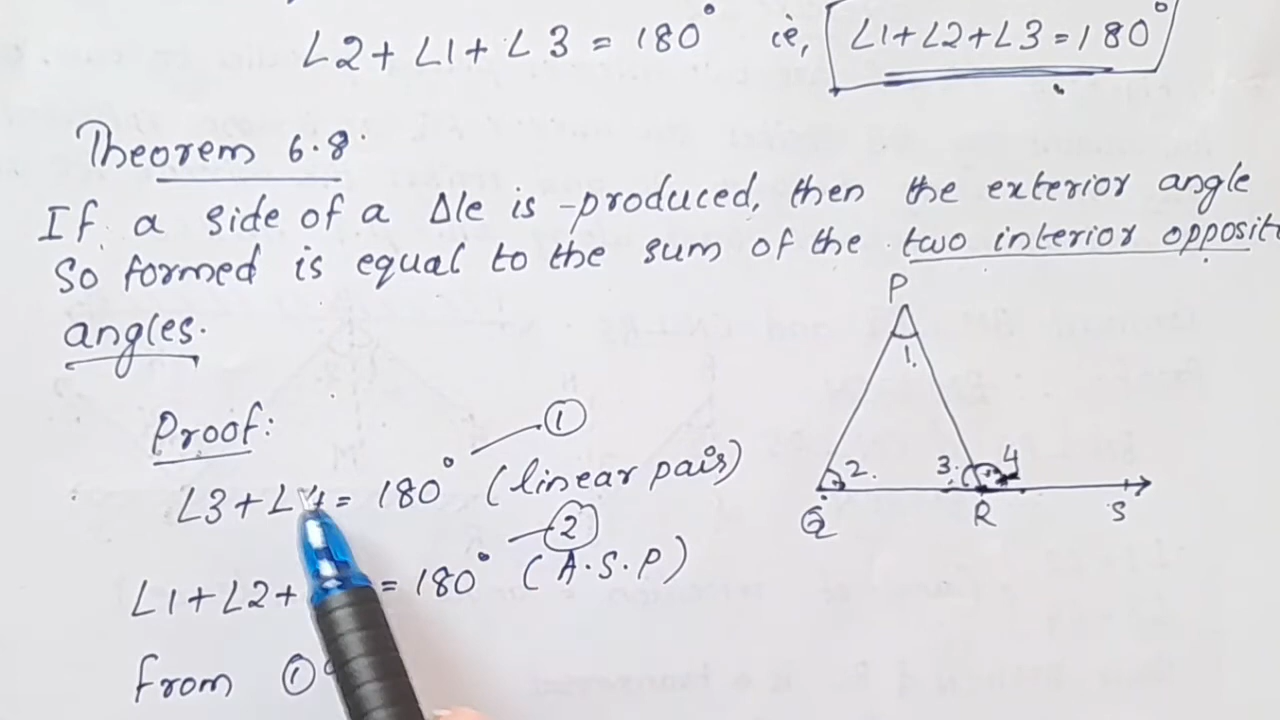 ∠2 + ∠1 + ∠3 = 180° ie, ∠1+∠2+∠3 = 180°
Theorem 6.8
If a side of a Δle is produced, then the exterior angle
So formed is equal to the sum of the two interior opposit
angles.
P
1.
Proof: ①
∠3 + ∠4 = 180° (linear pair)
2. 3. 4
Q R S
②
∠1 + ∠2 + = 180° (A.S.P)
from ①